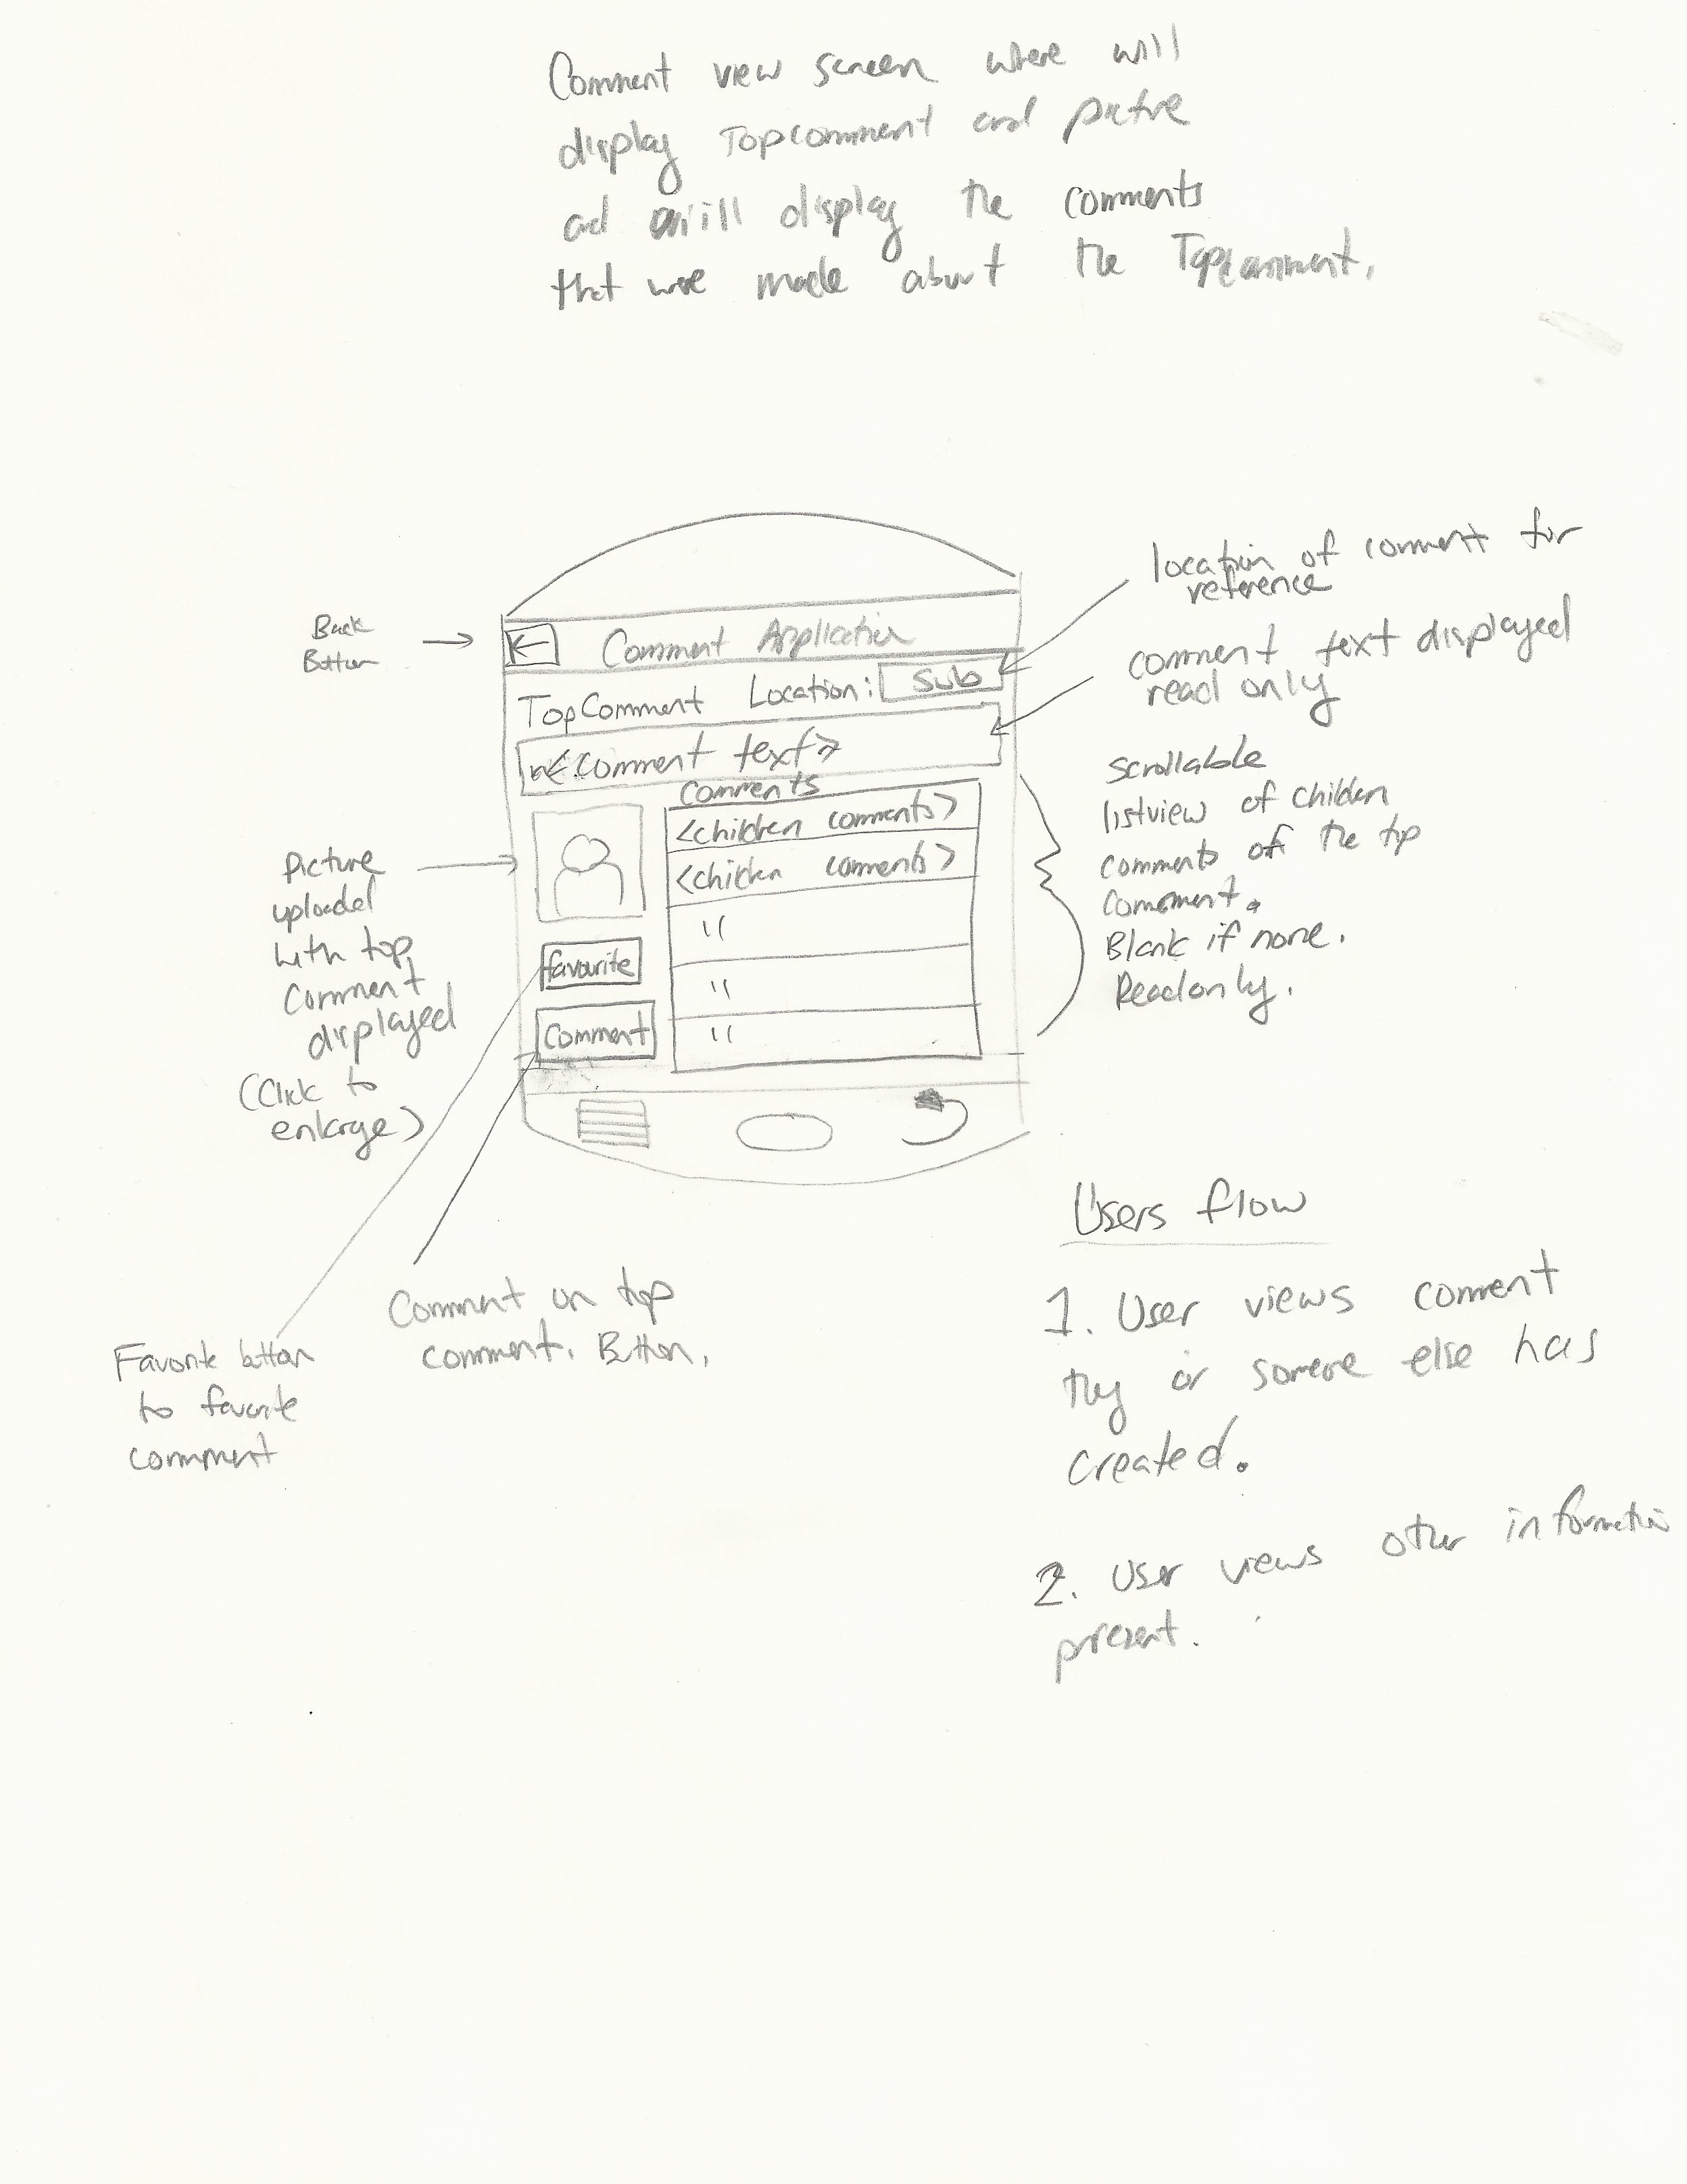 Comment view screen where will
display Topcomment and picture
and will display the comments
that were made about the Topcomment.
location of comment for
reference
Back
Button
Comment Application
comment text displayed
read only
TopComment Location: Sub
<Comment text>
Scrollable
listview of children
comments of the top
comment.
Blank if none.
Readonly.
Comments
<children comments>
<children comments>
"
"
"
Picture
uploaded
with top
comment
displayed
(Click to
enlarge)
favourite
Comment
Users flow
1. User views comment
they or someone else has
created.
2. User views other information
present.
Comment on top
comment. Button.
Favorite button
to favorite
comment